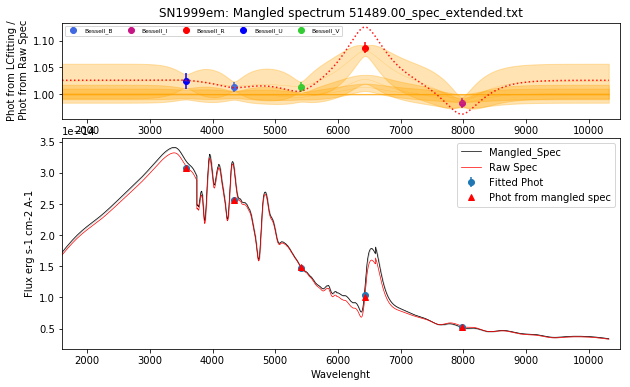 SN1999em: Mangled spectrum 51489.00_spec_extended.txt
Phot from LCfitting /
Phot from Raw Spec
Bessell_B
Bessell_I
Bessell_R
Bessell_U
Bessell_V
1.10
1.05
1.00
2000 3000 4000 5000 6000 7000 8000 9000 10000
1e-14
Flux erg s-1 cm-2 A-1
3.5
3.0
2.5
2.0
1.5
1.0
0.5
Mangled_Spec
Raw Spec
Fitted Phot
Phot from mangled spec
2000 3000 4000 5000 6000 7000 8000 9000 10000
Wavelenght